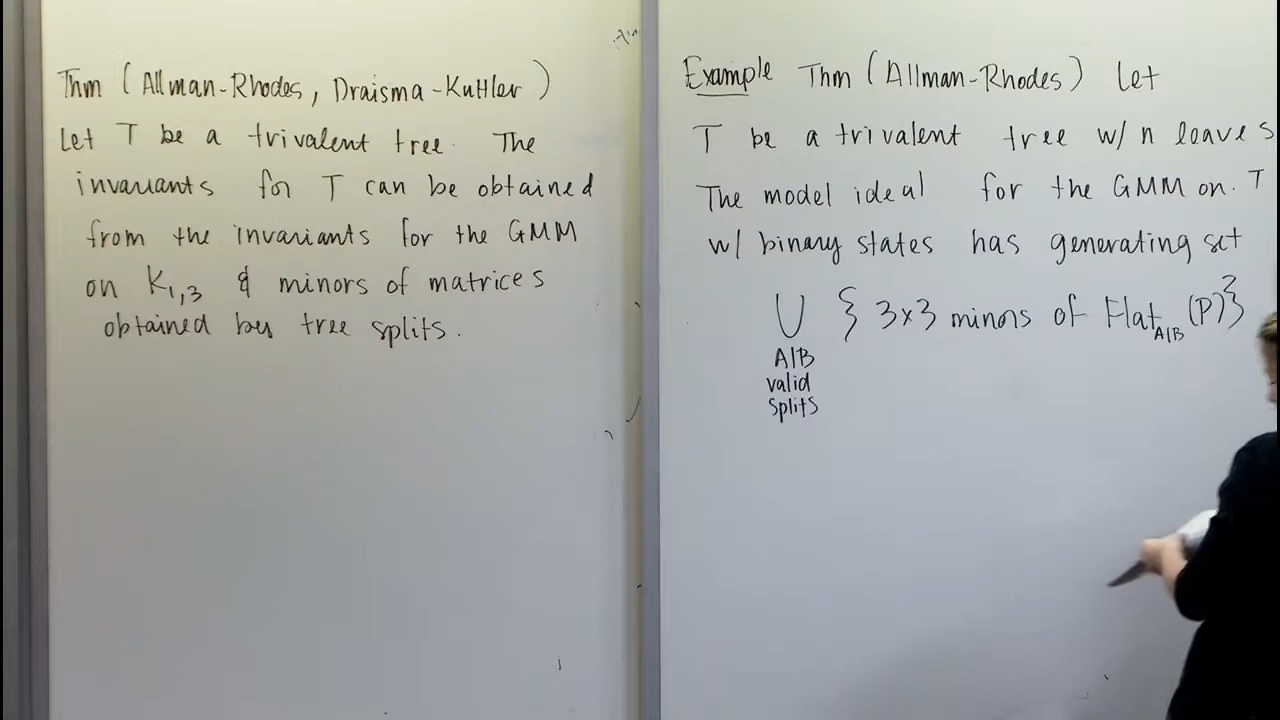 Thm (Allman-Rhodes, Draisma-Kuttler)
Let T be a trivalent tree. The
invariants for T can be obtained
from the invariants for the GMM
on K₁,₃ & minors of matrices
obtained by tree splits.
Example Thm (Allman-Rhodes) Let
T be a trivalent tree w/ n leaves
The model ideal for the GMM on. T
w/ binary states has generating set
∪ { 3x3 minors of Flat_A|B (P) }
A|B
valid
splits